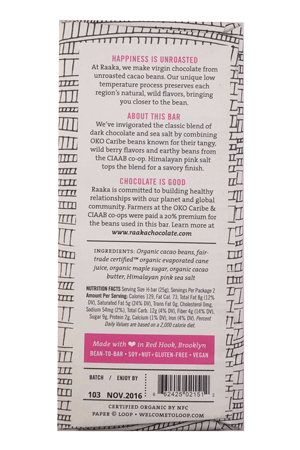 HAPPINESS IS UNROASTED
At Raaka, we make virgin chocolate from
unroasted cacao beans. Our unique low
temperature process preserves each
region's natural, wild flavors, bringing
you closer to the bean.
ABOUT THIS BAR
We've invigorated the classic blend of
dark chocolate and sea salt by combining
OKO Caribe beans known for their tangy,
wild berry flavors and earthy beans from
the CIAAB co-op. Himalayan pink salt
tops the blend for a savory finish.
CHOCOLATE IS GOOD
Raaka is committed to building healthy
relationships with our planet and global
community. Farmers at the OKO Caribe &
CIAAB co-ops were paid a 20% premium for
the beans used in this bar. Learn more at
www.raakachocolate.com
INGREDIENTS: Organic cacao beans, fair-
trade certified™ organic evaporated cane
juice, organic maple sugar, organic cacao
butter, Himalayan pink sea salt
NUTRITION FACTS Serving Size ½ bar (25g), Servings per Package 2
Amount Per Serving: Calories 129, Fat Cal. 73, Total Fat 8g (12%
DV), Saturated Fat 5g (24% DV), Trans Fat 0g, Cholesterol 0mg,
Sodium 54mg (2%), Total Carb. 12g (4% DV), Fiber 4g (14% DV),
Sugar 9g, Protein 2g, Calcium (1% DV), Iron (4% DV). Percent
Daily Values are based on a 2,000 calorie diet.
Made with ❤ in Red Hook, Brooklyn
BEAN-TO-BAR • SOY • NUT • GLUTEN-FREE • VEGAN
BATCH / ENJOY BY
103 NOV.2016
8 62425 02151 2
CERTIFIED ORGANIC BY NFC
PAPER © LOOP • WELCOMETOLOOP.COM